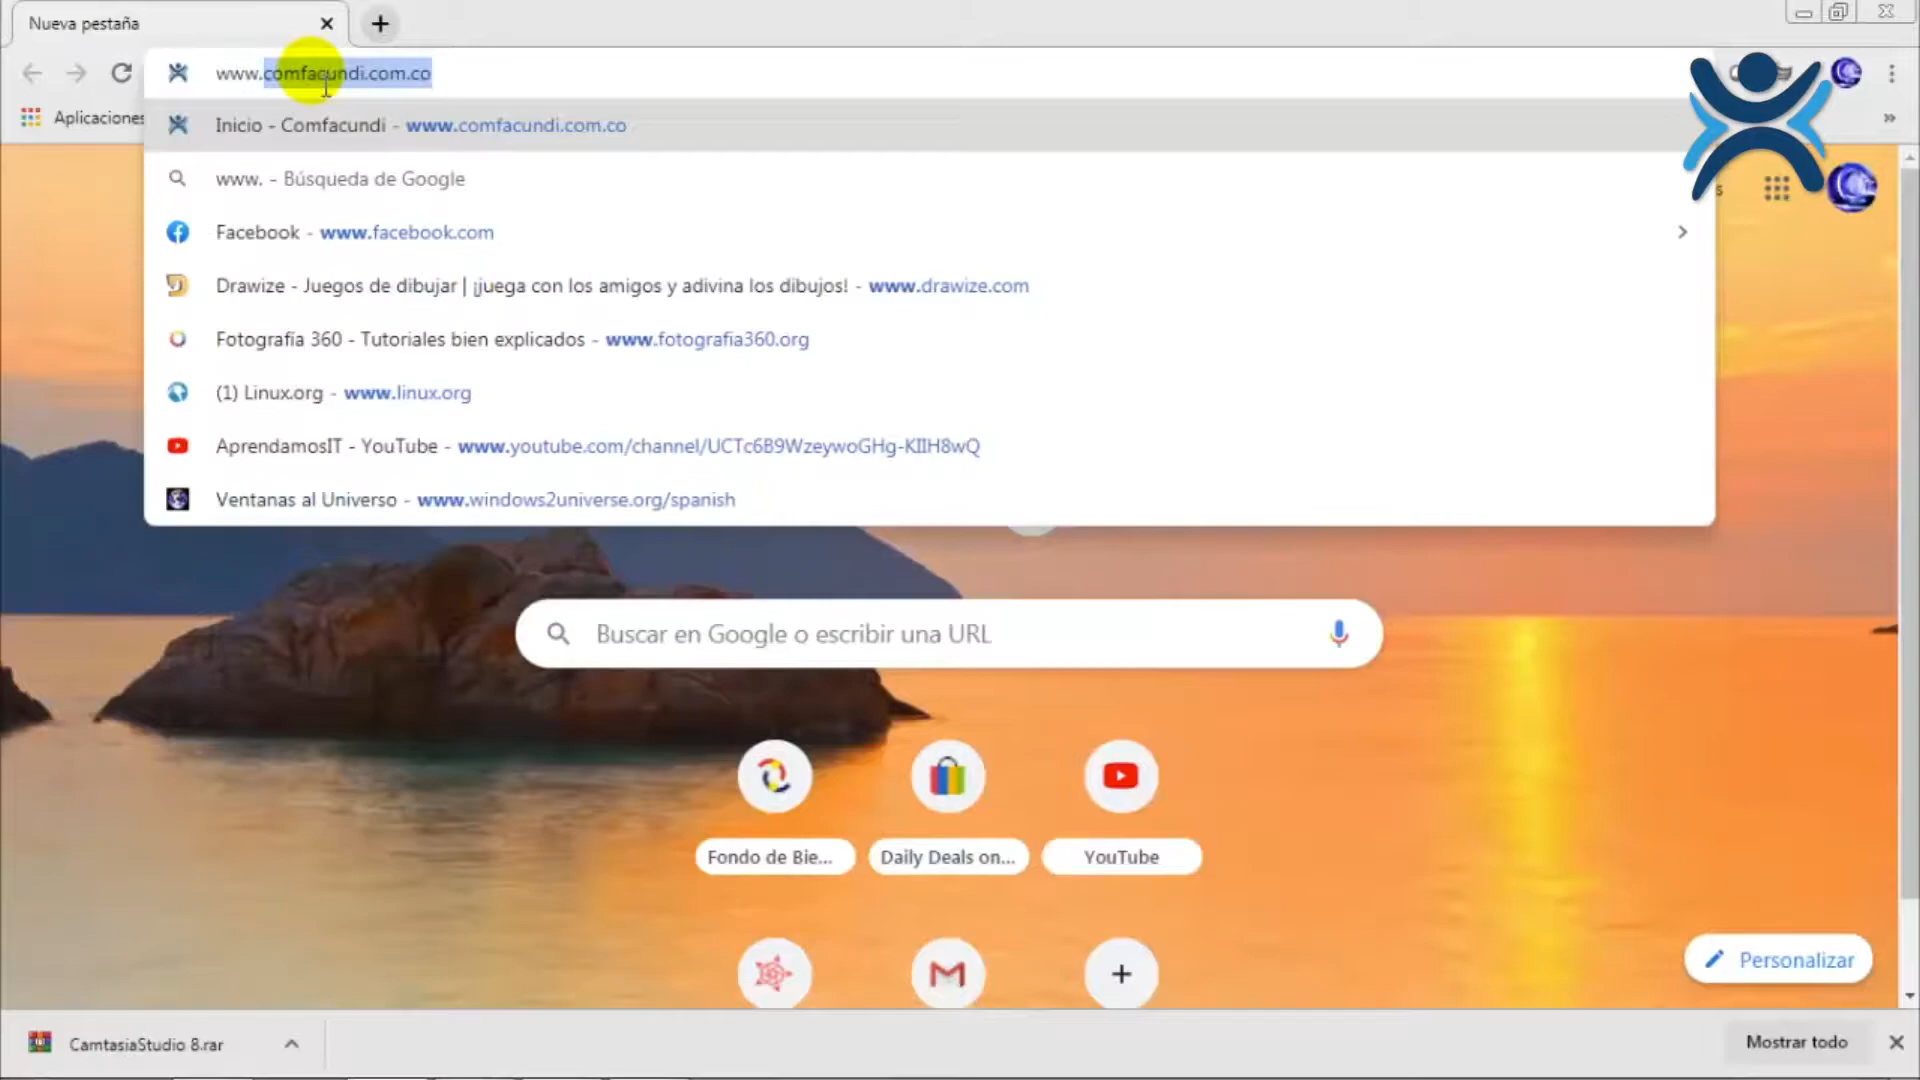 Nueva pestaña
www.comfacundi.com.co
Aplicaciones
»
Inicio - Comfacundi - www.comfacundi.com.co
www. - Búsqueda de Google
Facebook - www.facebook.com
Drawize - Juegos de dibujar | ¡juega con los amigos y adivina los dibujos! - www.drawize.com
Fotografía 360 - Tutoriales bien explicados - www.fotografia360.org
(1) Linux.org - www.linux.org
AprendamosIT - YouTube - www.youtube.com/channel/UCTc6B9WzeywoGHg-KIIH8wQ
Ventanas al Universo - www.windows2universe.org/spanish
Buscar en Google o escribir una URL
Fondo de Bie...
Daily Deals on...
YouTube
Personalizar
CamtasiaStudio 8.rar
Mostrar todo